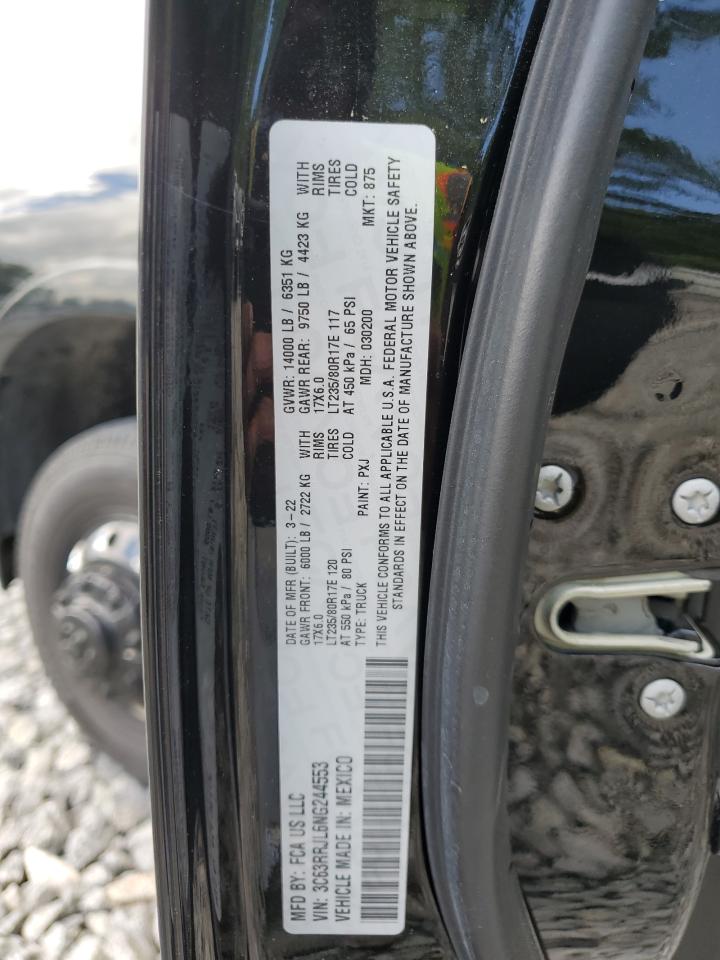 MFD BY: FCA US LLC
VIN: 3C63RRJL6NG244553
VEHICLE MADE IN: MEXICO
DATE OF MFR (BUILT): 3-22 GVWR: 14000 LB / 6351 KG
GAWR FRONT: 6000 LB / 2722 KG WITH GAWR REAR: 9750 LB / 4423 KG WITH
17X6.0 RIMS 17X6.0 RIMS
LT235/80R17E 120 TIRES LT235/80R17E 117 TIRES
AT 550 kPa / 80 PSI COLD AT 450 kPa / 65 PSI COLD
TYPE: TRUCK PAINT: PXJ MDH: 030200 MKT: 875
THIS VEHICLE CONFORMS TO ALL APPLICABLE U.S.A. FEDERAL MOTOR VEHICLE SAFETY
STANDARDS IN EFFECT ON THE DATE OF MANUFACTURE SHOWN ABOVE.